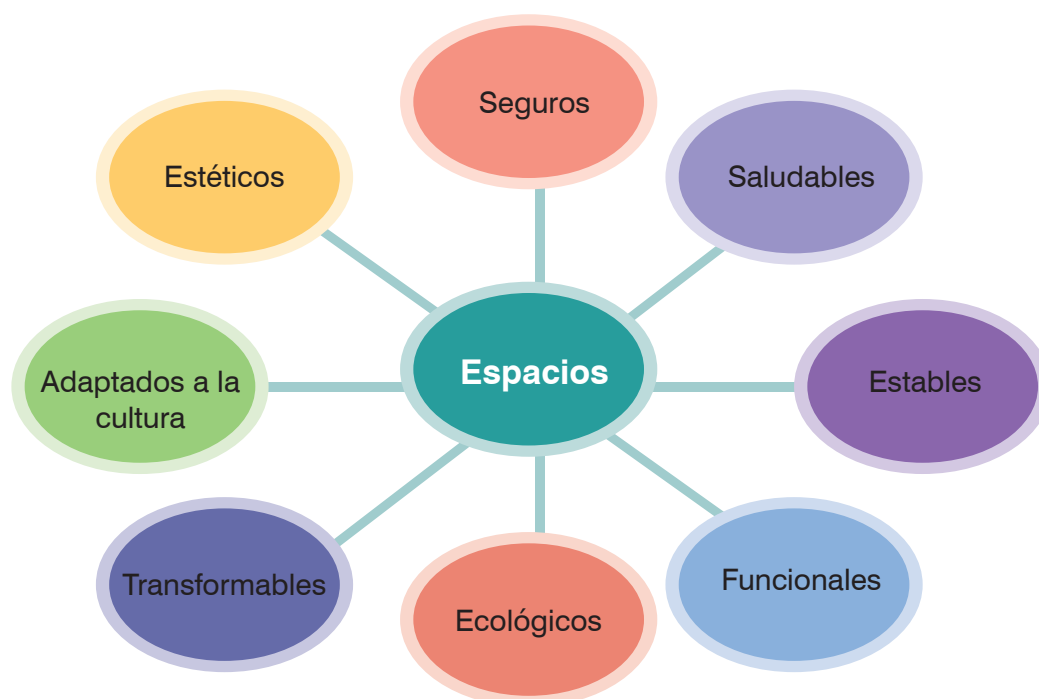 Seguros
Estéticos
Saludables
Espacios
Adaptados a la
cultura
Estables
Transformables
Funcionales
Ecológicos